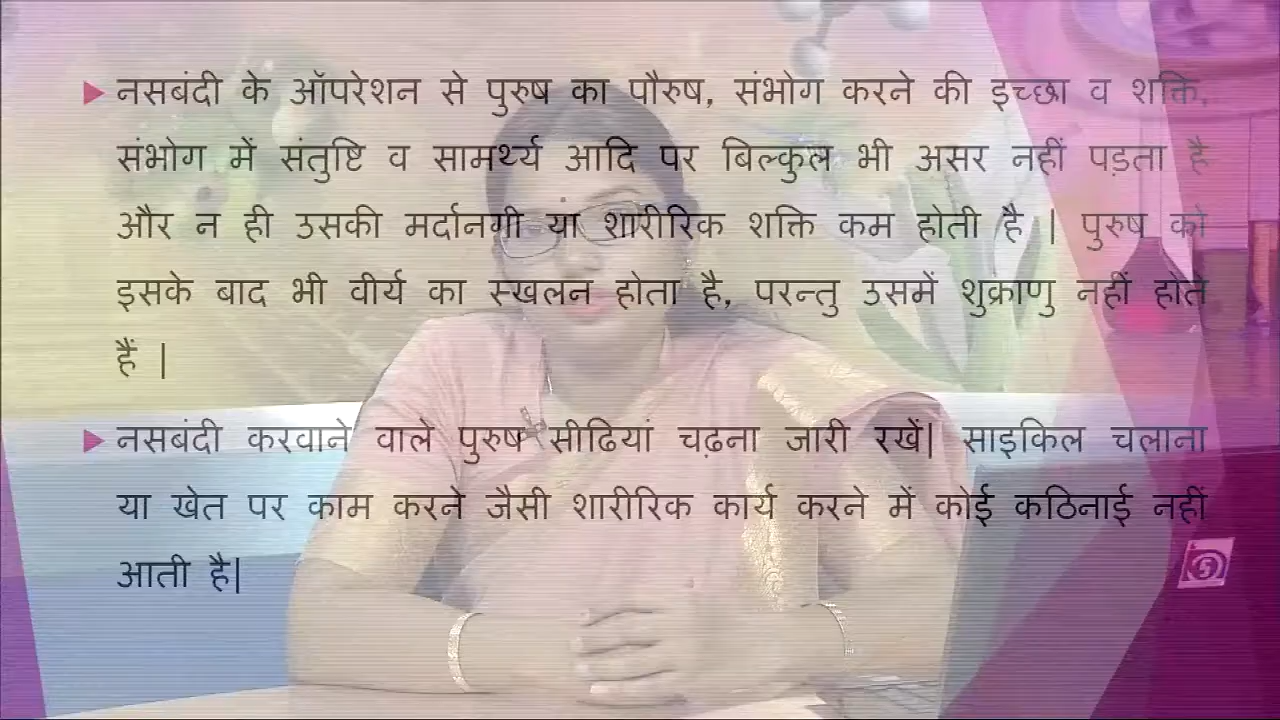 नसबंदी के ऑपरेशन से पुरुष का पौरुष, संभोग करने की इच्छा व शक्ति,
संभोग में संतुष्टि व सामर्थ्य आदि पर बिल्कुल भी असर नहीं पड़ता है
और न ही उसकी मर्दानगी या शारीरिक शक्ति कम होती है | पुरुष को
इसके बाद भी वीर्य का स्खलन होता है, परन्तु उसमें शुक्राणु नहीं होते
हैं |
नसबंदी करवाने वाले पुरुष सीढियां चढ़ना जारी रखें| साइकिल चलाना
या खेत पर काम करने जैसी शारीरिक कार्य करने में कोई कठिनाई नहीं
आती है|
5